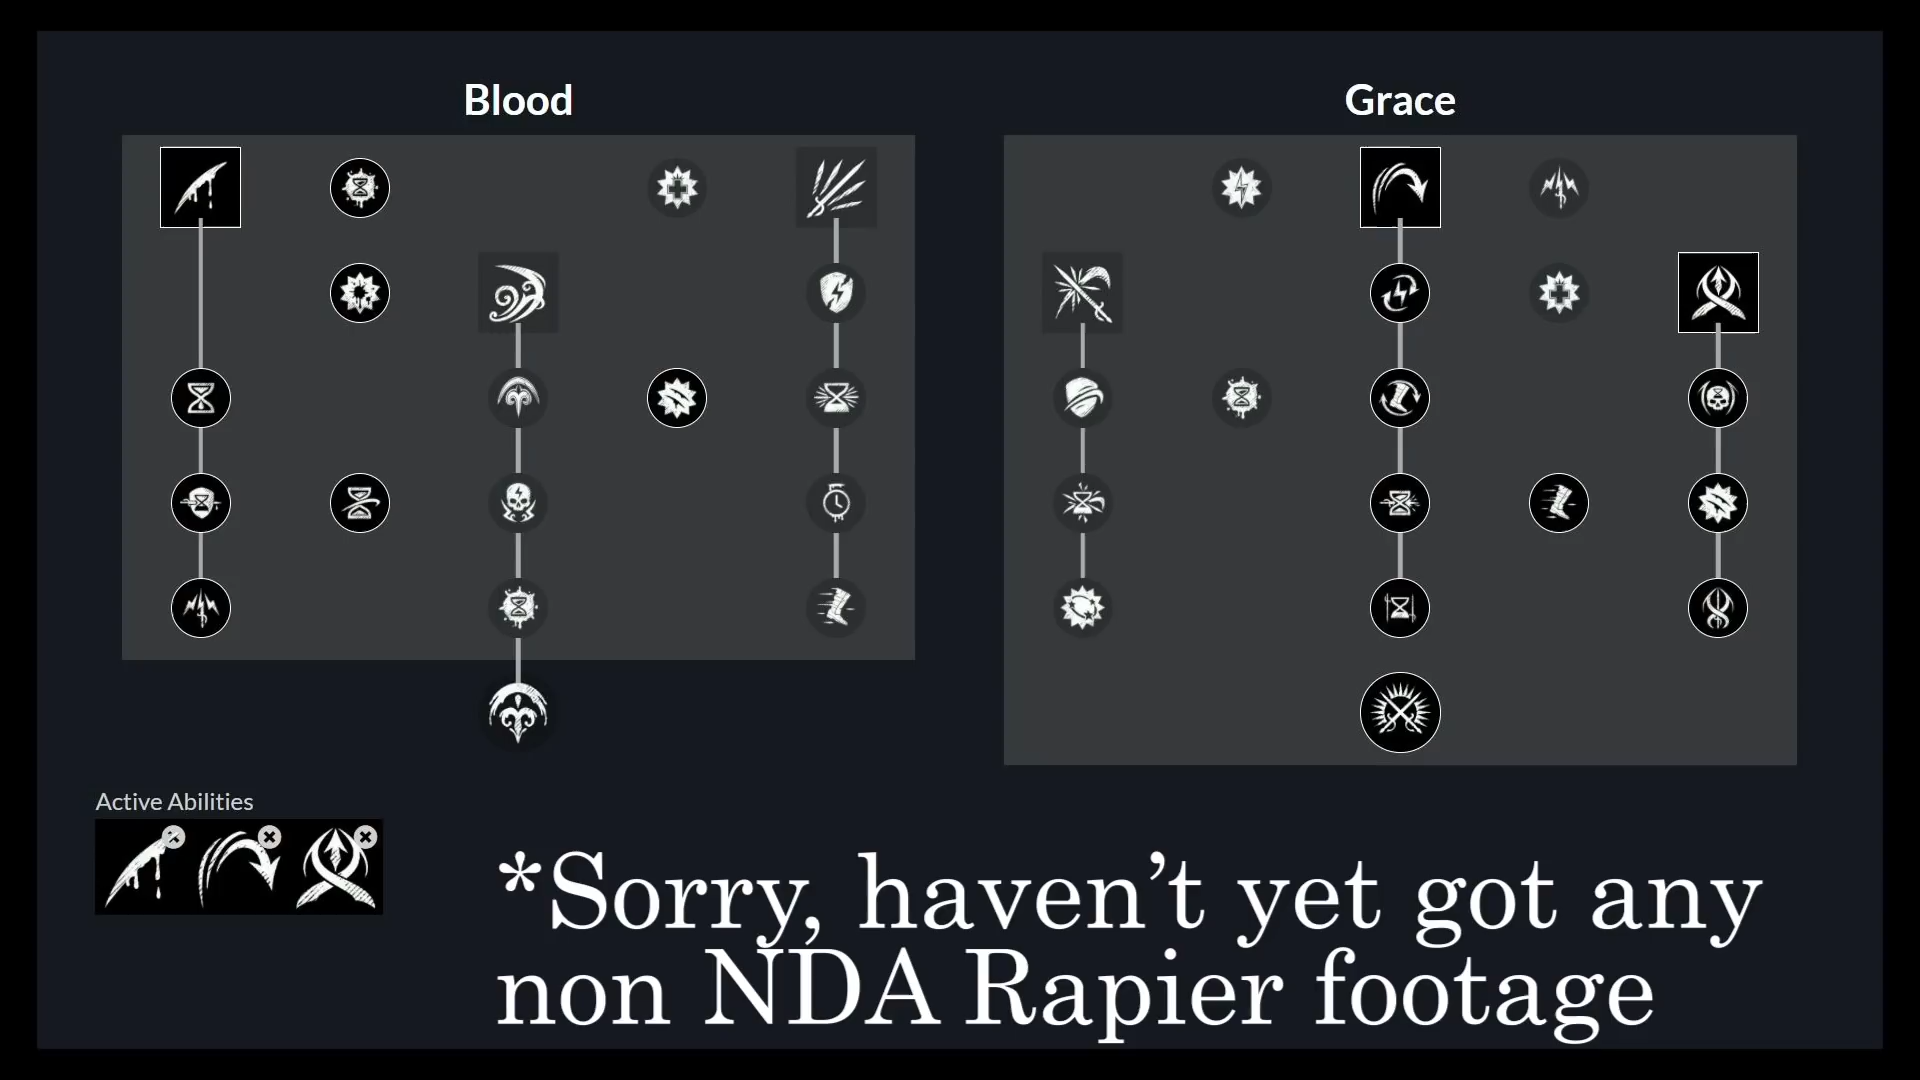 Blood
Grace
Active Abilities
*Sorry, haven’t yet got any
non NDA Rapier footage